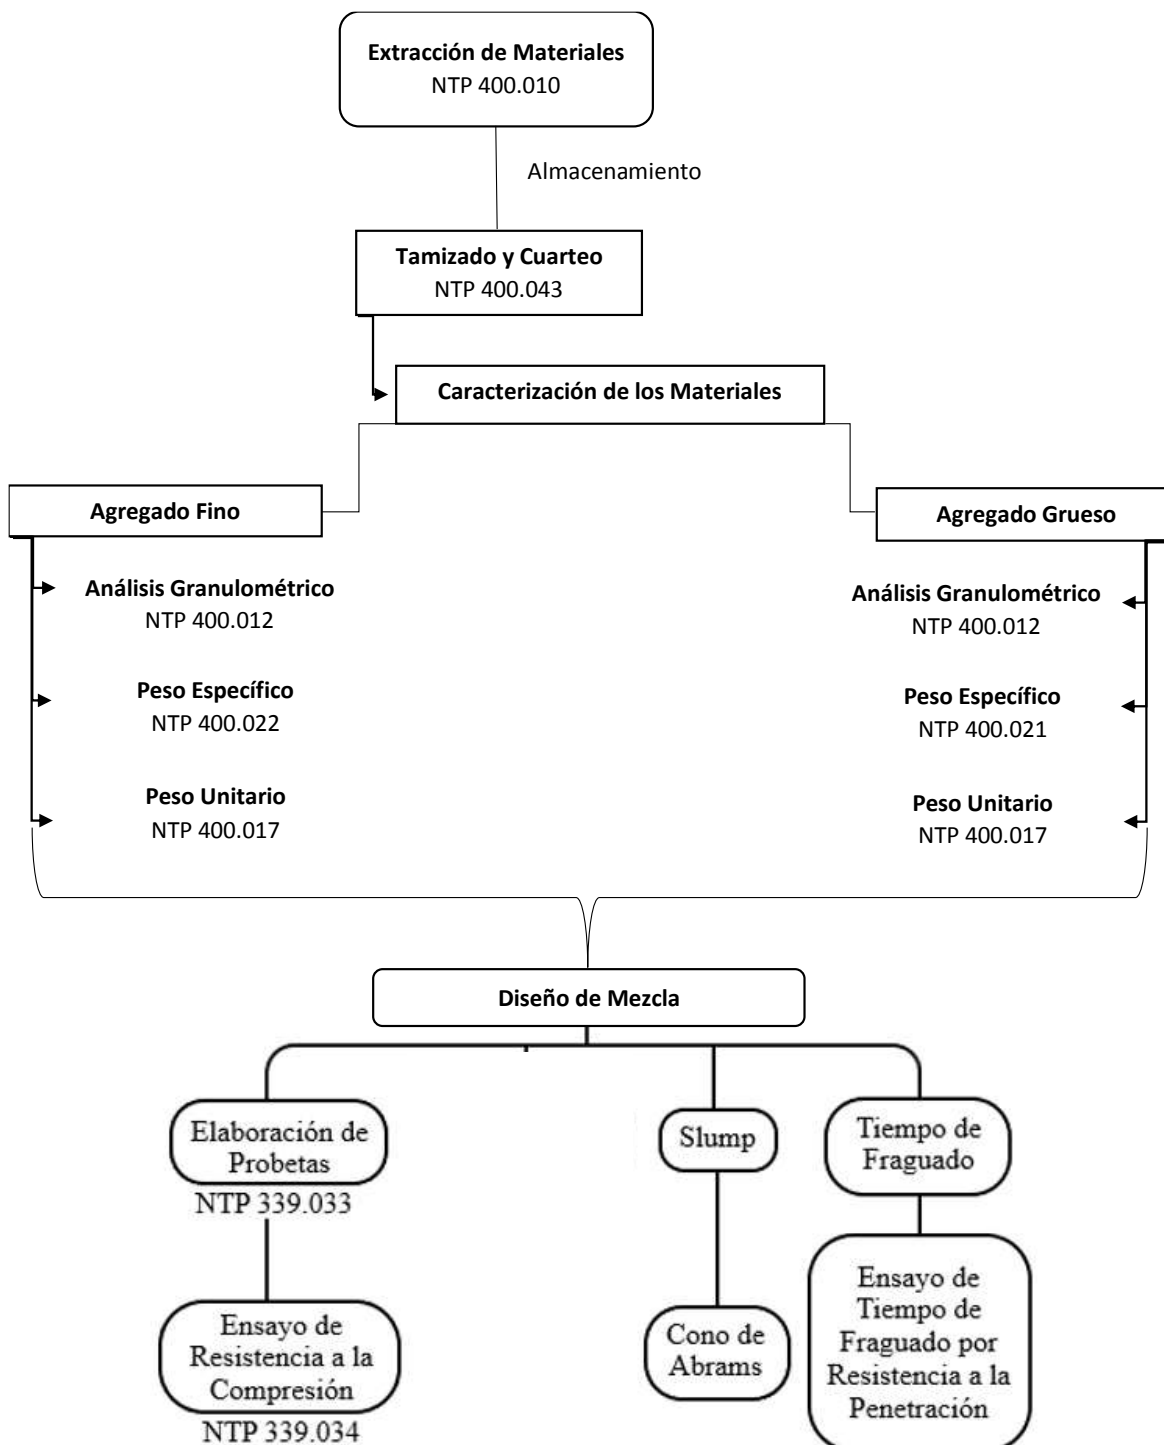 Extracción de Materiales
NTP 400.010
Almacenamiento
Tamizado y Cuarteo
NTP 400.043
Caracterización de los Materiales
Agregado Fino
Agregado Grueso
Análisis Granulométrico
NTP 400.012
Peso Específico
NTP 400.022
Peso Unitario
NTP 400.017
Análisis Granulométrico
NTP 400.012
Peso Específico
NTP 400.021
Peso Unitario
NTP 400.017
Diseño de Mezcla
Elaboración de
Probetas
NTP 339.033
Ensayo de
Resistencia a la
Compresión
NTP 339.034
Slump
Cono de
Abrams
Tiempo de
Fraguado
Ensayo de
Tiempo de
Fraguado por
Resistencia a la
Penetración